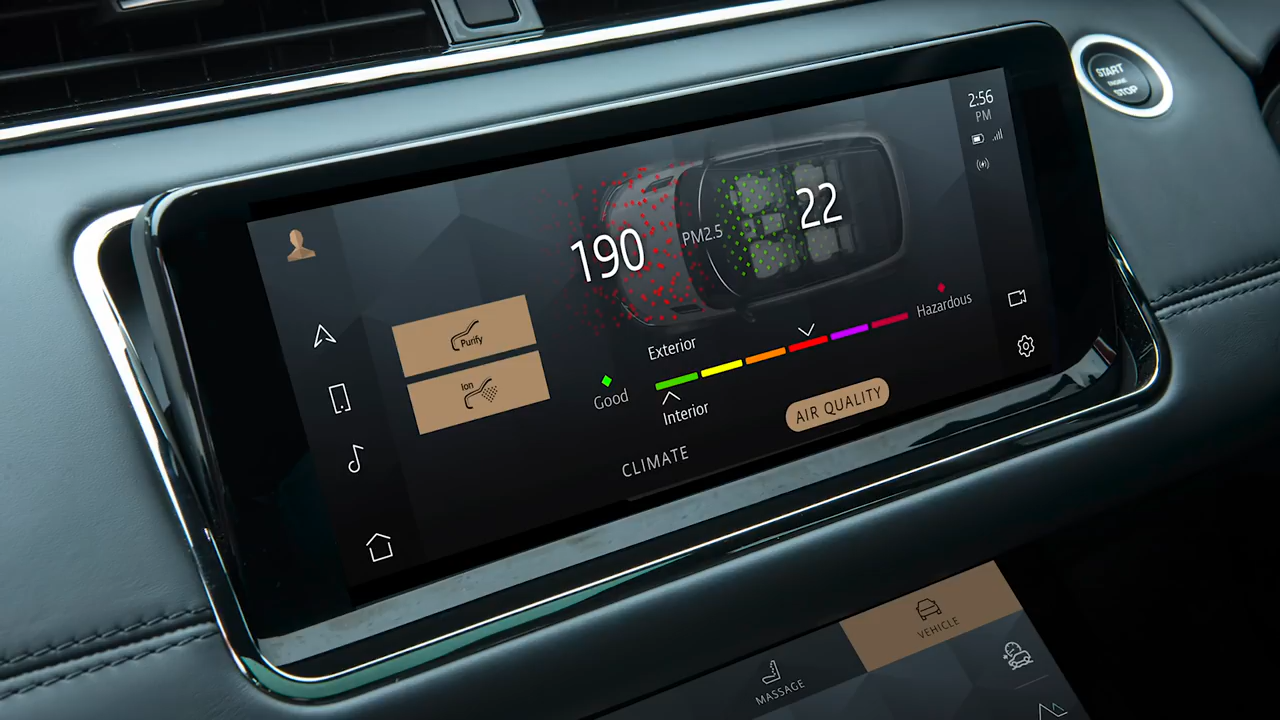 START
ENGINE
STOP
2:56
PM
190
PM2.5
22
Purify
Ion
Exterior
Hazardous
Good
Interior
CLIMATE
AIR QUALITY
VEHICLE
MASSAGE